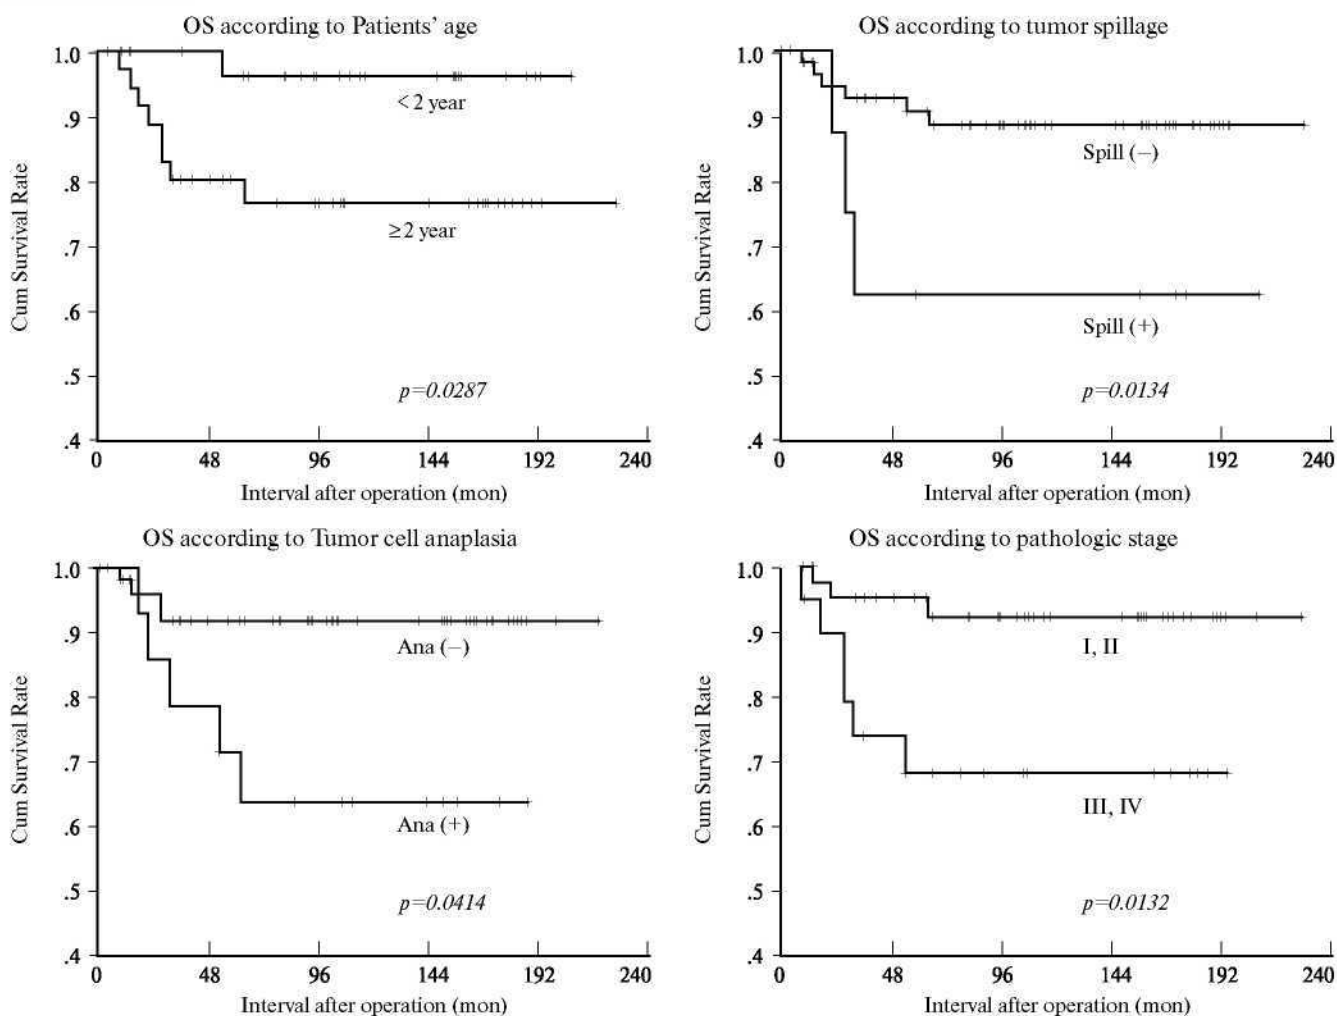 OS according to Patients' age
1.0
.9
.8
.7
.6
.5
.4
Cum Survival Rate
< 2 year
≥2 year
p=0.0287
0 48 96 144 192 240
Interval after operation (mon)
OS according to tumor spillage
1.0
.9
.8
.7
.6
.5
.4
Cum Survival Rate
Spill (–)
Spill (+)
p=0.0134
0 48 96 144 192 240
Interval after operation (mon)
OS according to Tumor cell anaplasia
1.0
.9
.8
.7
.6
.5
.4
Cum Survival Rate
Ana (–)
Ana (+)
p=0.0414
0 48 96 144 192 240
Interval after operation (mon)
OS according to pathologic stage
1.0
.9
.8
.7
.6
.5
.4
Cum Survival Rate
I, II
III, IV
p=0.0132
0 48 96 144 192 240
Interval after operation (mon)